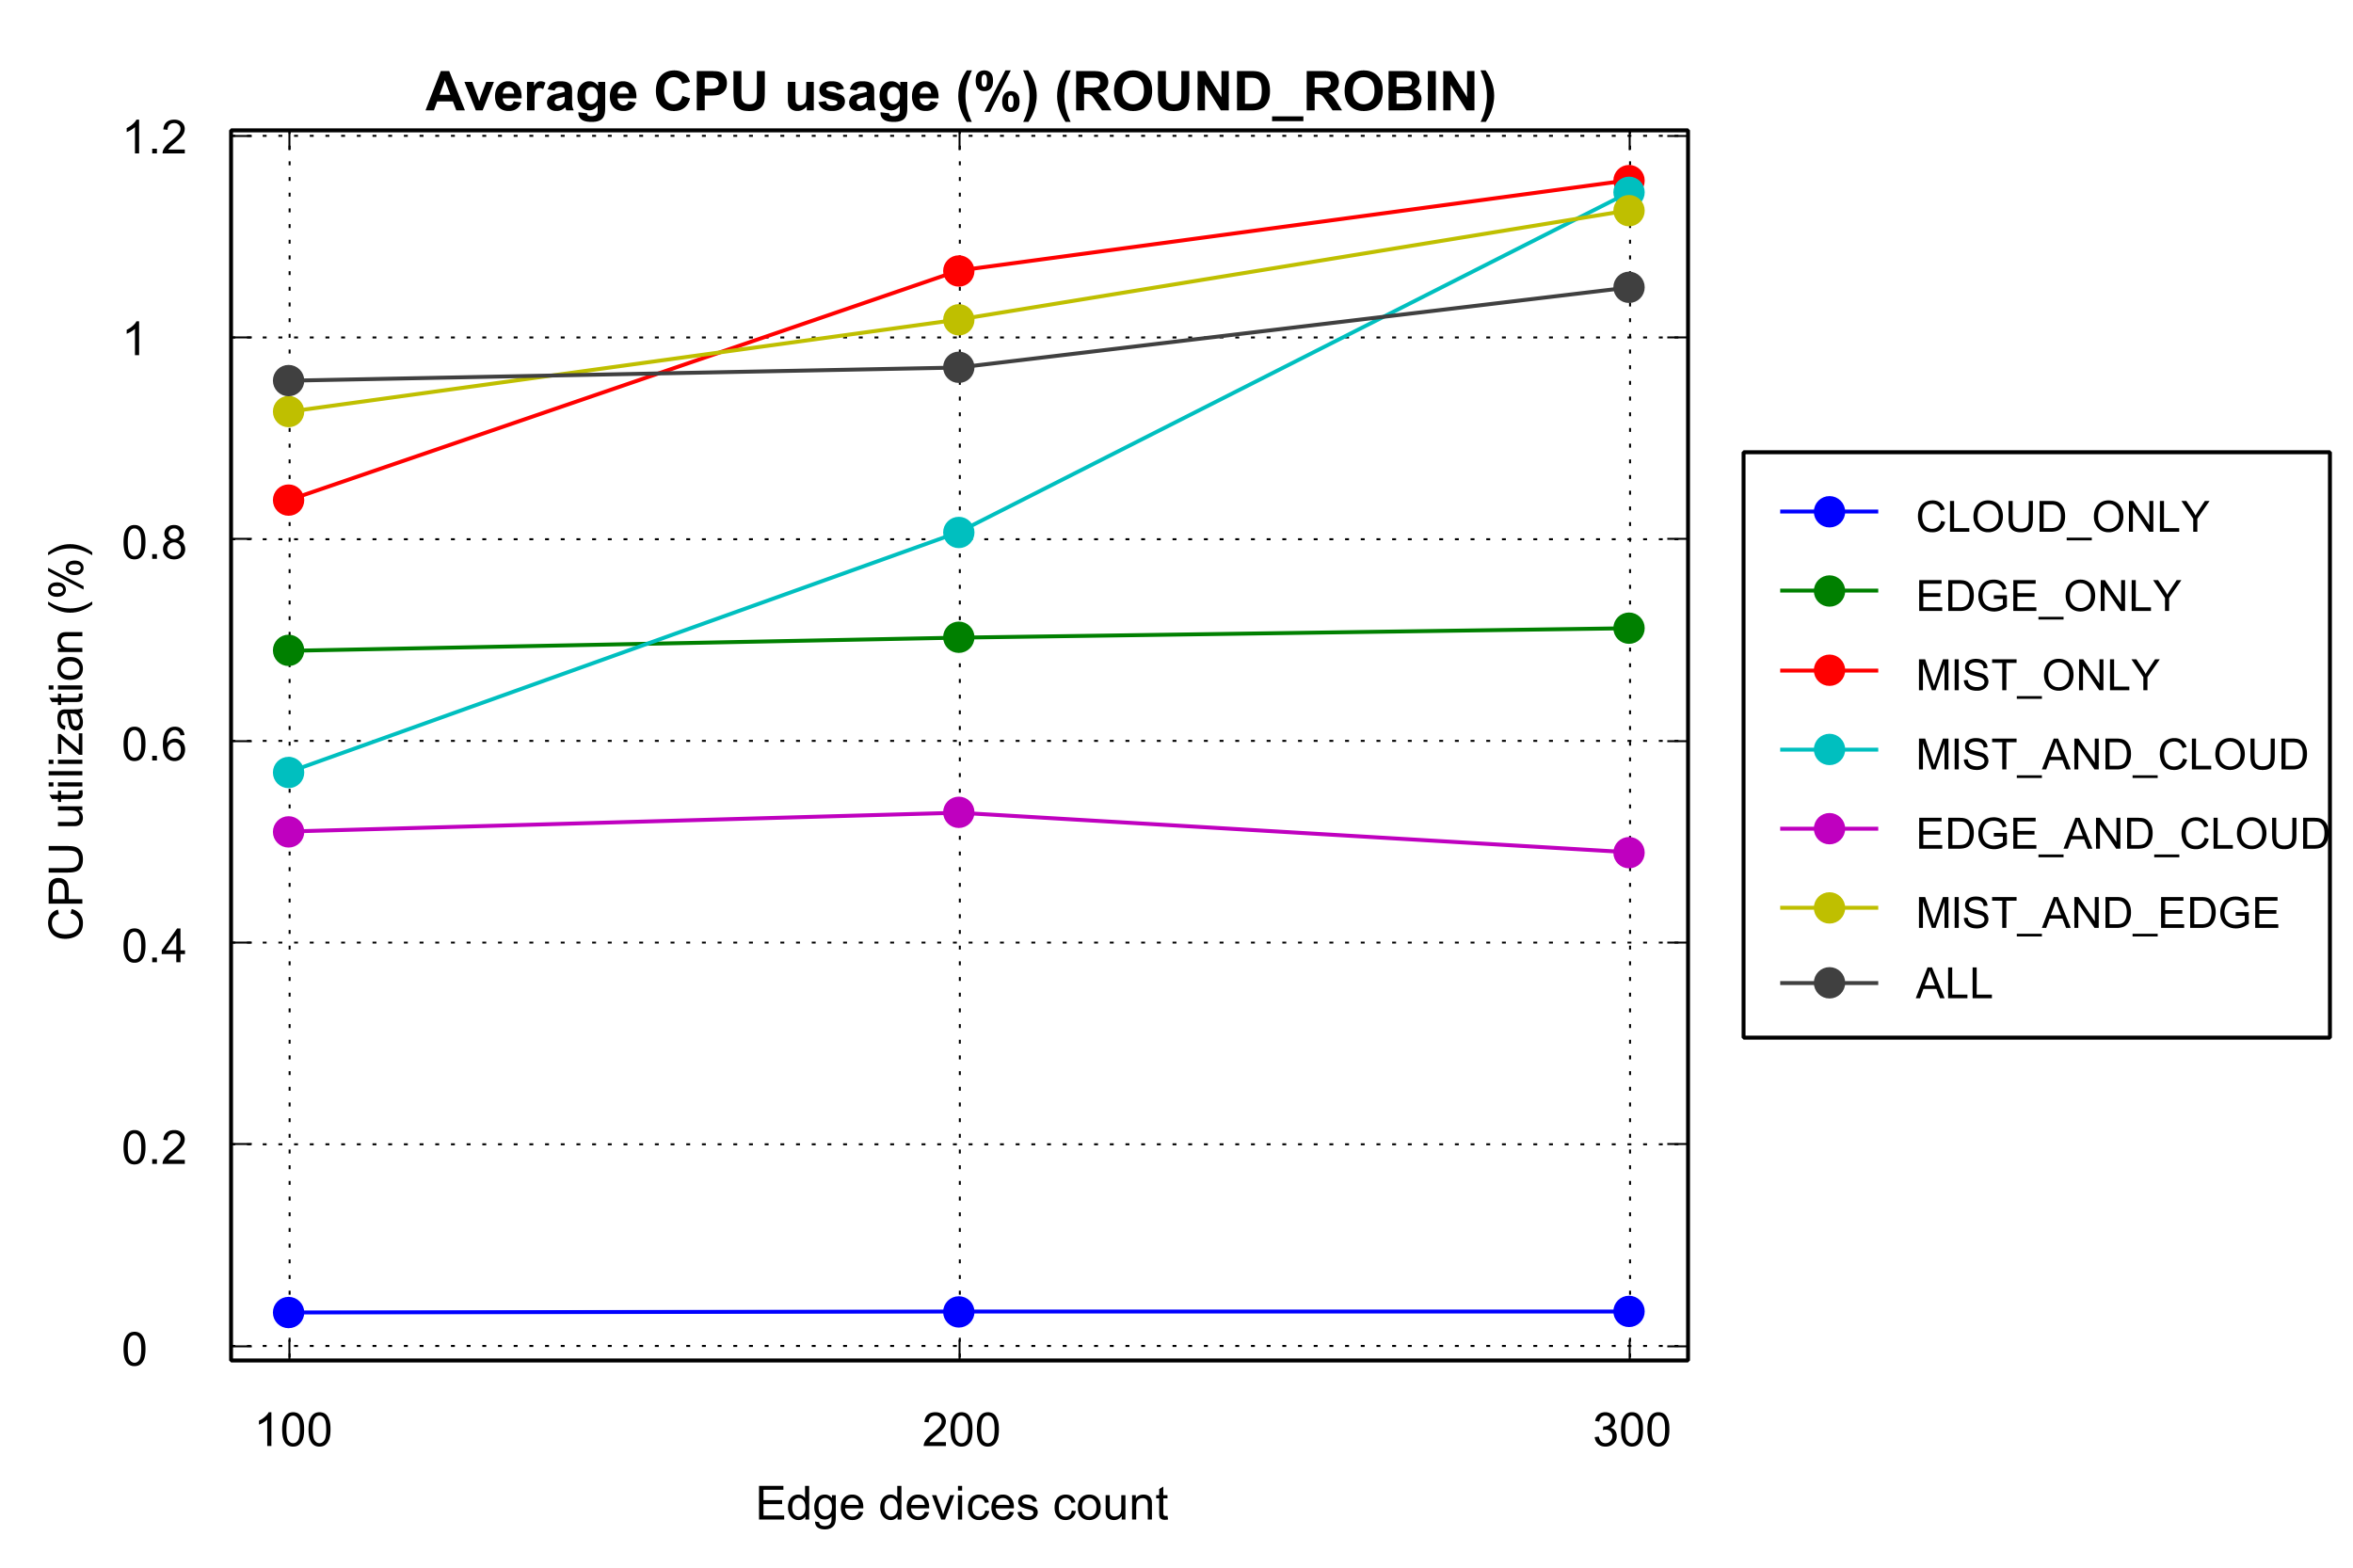 Average CPU usage (%) (ROUND_ROBIN)
1.2
1
0.8
0.6
0.4
0.2
0
CPU utilization (%)
100
200
300
Edge devices count
CLOUD_ONLY
EDGE_ONLY
MIST_ONLY
MIST_AND_CLOUD
EDGE_AND_CLOUD
MIST_AND_EDGE
ALL